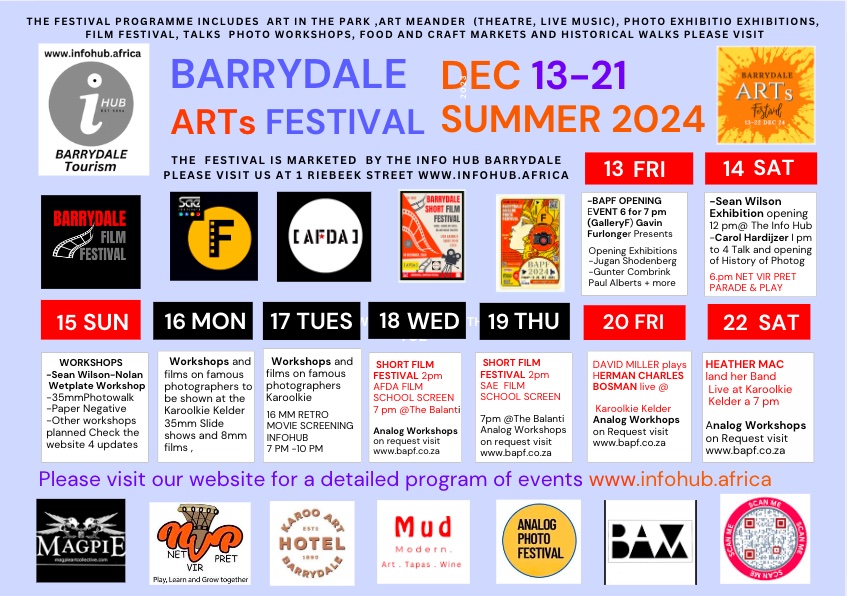 THE FESTIVAL PROGRAMME INCLUDES ART IN THE PARK ,ART MEANDER (THEATRE, LIVE MUSIC), PHOTO EXHIBITIO EXHIBITIONS,
FILM FESTIVAL, TALKS PHOTO WORKSHOPS, FOOD AND CRAFT MARKETS AND HISTORICAL WALKS PLEASE VISIT
www.infohub.africa
i HUB
BARRYDALE
Tourism
BARRYDALE
ARTs FESTIVAL
DEC 13-21
SUMMER 2024
BARRYDALE
ARTs
Festival
13-22 DEC 24
THE FESTIVAL IS MARKETED BY THE INFO HUB BARRYDALE
PLEASE VISIT US AT 1 RIEBEEK STREET WWW.INFOHUB.AFRICA
BARRYDALE
FILM
FESTIVAL
SAE
F
[AFDA]
BARRYDALE
SHORT FILM
FESTIVAL
F
BAPF
2024
13 FRI
-BAPF OPENING
EVENT 6 for 7 pm
(GalleryF) Gavin
Furlonger Presents
Opening Exhibitions
-Jugan Shodenberg
-Gunter Combrink
Paul Alberts + more
14 SAT
-Sean Wilson
Exhibition opening
12 pm@ The Info Hub
-Carol Hardijzer I pm
to 4 Talk and opening
of History of Photog
6.pm NET VIR PRET
PARADE & PLAY
15 SUN
WORKSHOPS
-Sean Wilson-Nolan
Wetplate Workshop
-35mmPhotowalk
-Paper Negative
-Other workshops
planned Check the
website 4 updates
16 MON
Workshops and
films on famous
photographers to
be shown at the
Karoolkie Kelder
35mm Slide
shows and 8mm
films ,
17 TUES
Workshops and
films on famous
photographers
Karoolkie
16 MM RETRO
MOVIE SCREENING
INFOHUB
7 PM -10 PM
18 WED
SHORT FILM
FESTIVAL 2pm
AFDA FILM
SCHOOL SCREEN
7 pm @The Balanti
Analog Workshops
on request visit
www.bapf.co.za
19 THU
SHORT FILM
FESTIVAL 2pm
SAE FILM
SCHOOL SCREEN
7pm @The Balanti
Analog Workshops
on request visit
www.bapf.co.za
20 FRI
DAVID MILLER plays
HERMAN CHARLES
BOSMAN live @
Karoolkie Kelder
Analog Workhops
on Request visit
www.bapf.co.za
22 SAT
HEATHER MAC
land her Band
Live at Karoolkie
Kelder a 7 pm
Analog Workshops
on Request visit
www.bapf.co.za
Please visit our website for a detailed program of events www.infohub.africa
MAGPIE
magpieartcollective.com
NVP
NET VIR PRET
Play, Learn and Grow together
KAROO ART
ESTD
HOTEL
1890
BARRYDALE
Mud
Modern.
Art . Tapas . Wine
ANALOG
PHOTO
FESTIVAL
BAM
SCAN ME
SCAN ME
SCAN ME